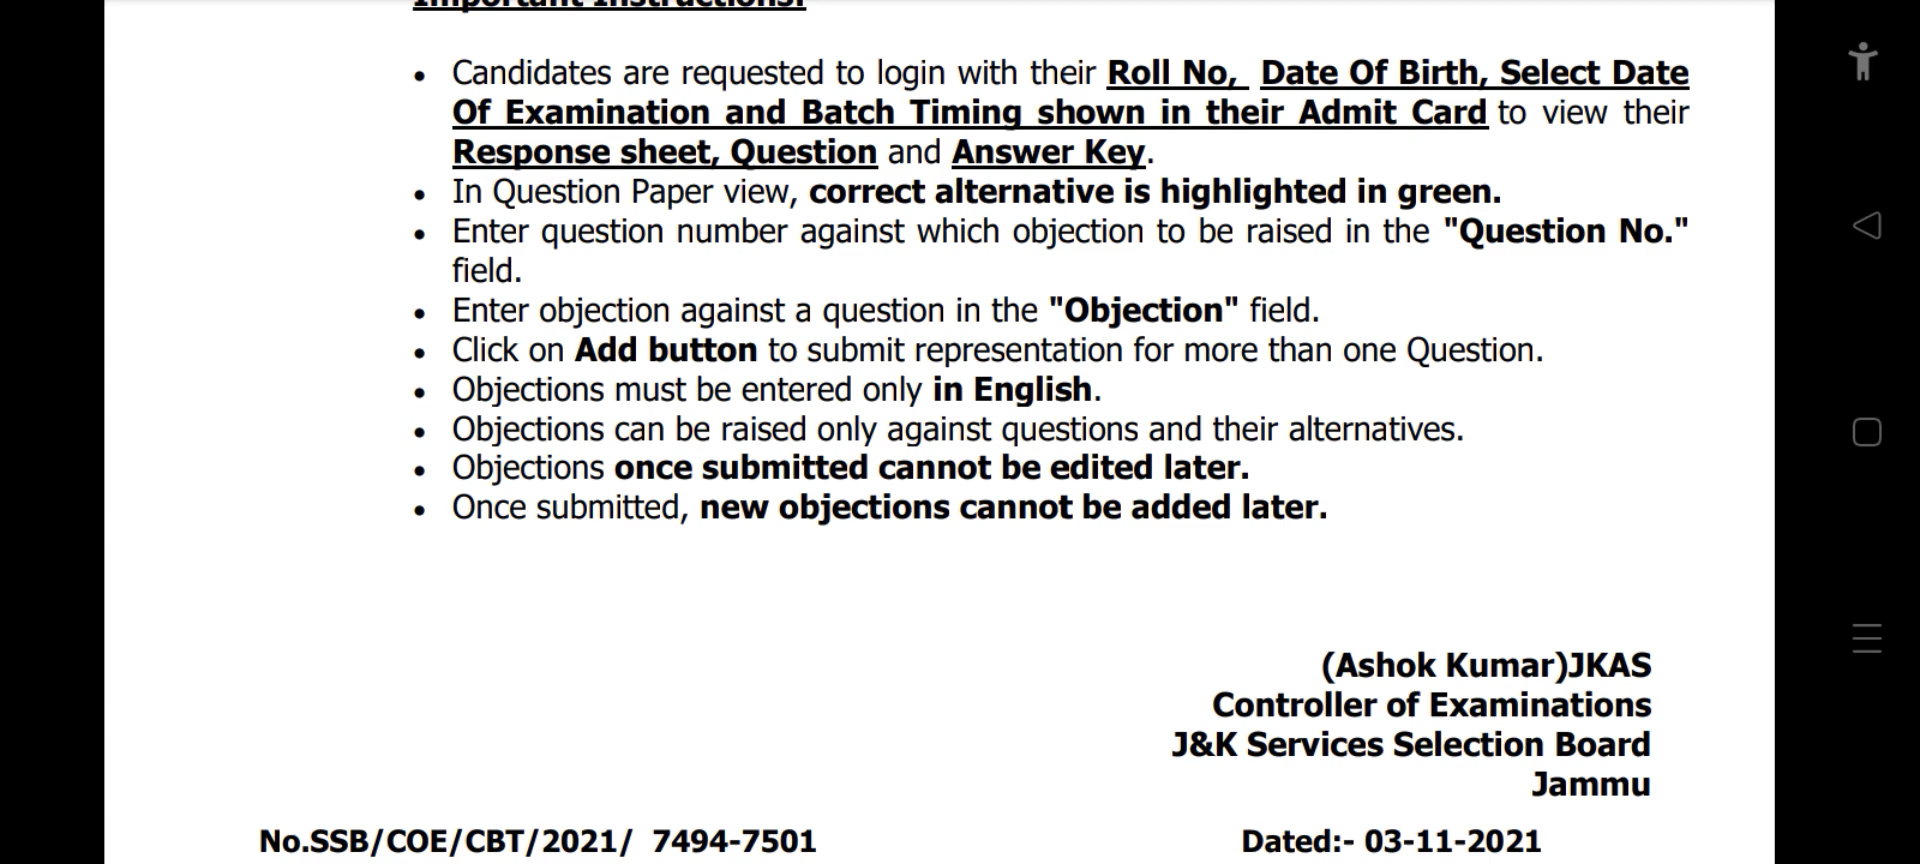 Important Instructions:
• Candidates are requested to login with their Roll No, Date Of Birth, Select Date
Of Examination and Batch Timing shown in their Admit Card to view their
Response sheet, Question and Answer Key.
• In Question Paper view, correct alternative is highlighted in green.
• Enter question number against which objection to be raised in the "Question No."
field.
• Enter objection against a question in the "Objection" field.
• Click on Add button to submit representation for more than one Question.
• Objections must be entered only in English.
• Objections can be raised only against questions and their alternatives.
• Objections once submitted cannot be edited later.
• Once submitted, new objections cannot be added later.
(Ashok Kumar)JKAS
Controller of Examinations
J&K Services Selection Board
Jammu
No.SSB/COE/CBT/2021/ 7494-7501 Dated:- 03-11-2021